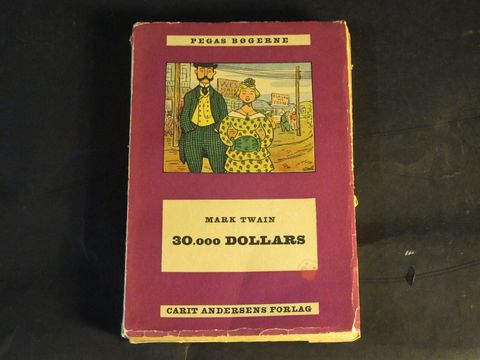 PEGAS BØGERNE
MARK TWAIN
30.000 DOLLARS
CARIT ANDERSENS FORLAG